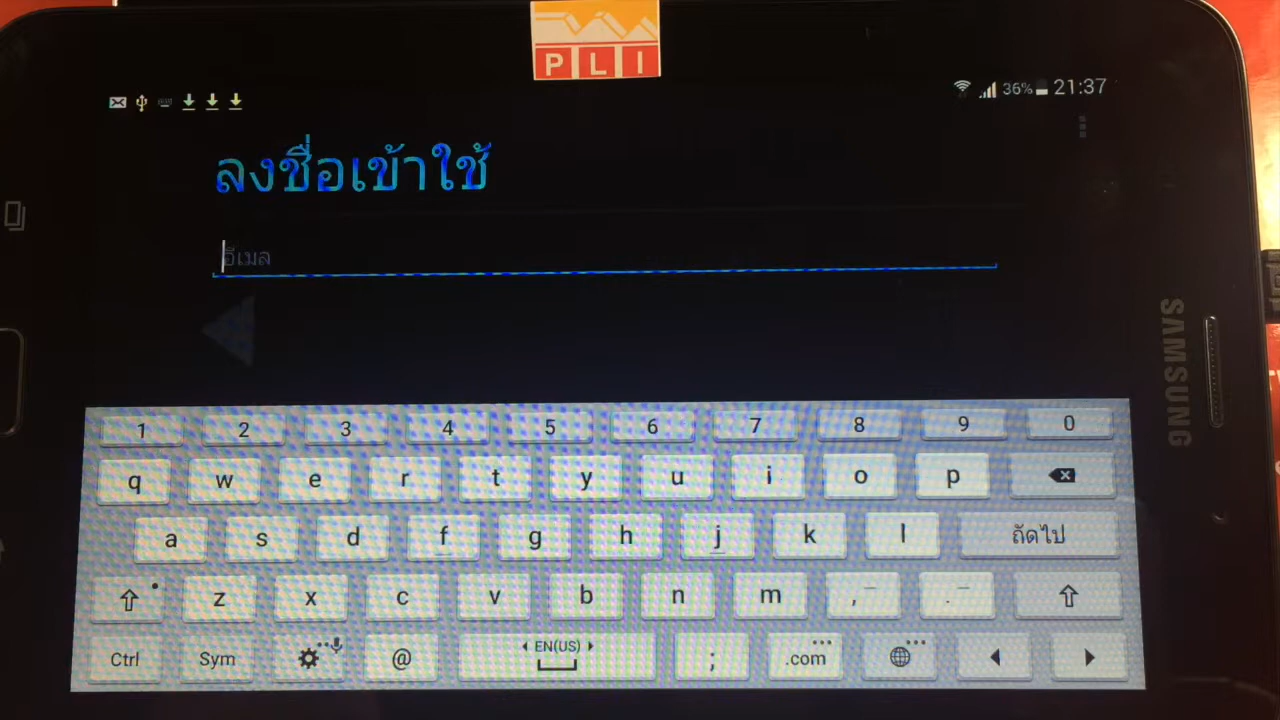 PLI
36% 21:37
ลงชื่อเข้าใช้
อีเมล
SAMSUNG
1 2 3 4 5 6 7 8 9 0
q w e r t y u i o p
a s d f g h j k l ถัดไป
z x c v b n m , .
Ctrl Sym @ EN(US) ; .com